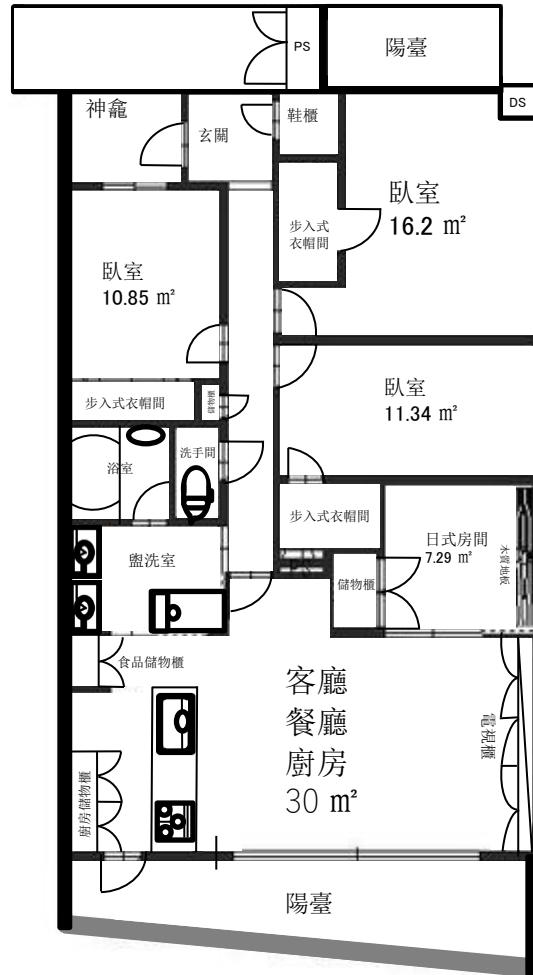 PS
陽臺
DS
神龕
玄關
鞋櫃
臥室
16.2 m²
步入式
衣帽間
臥室
10.85 m²
臥室
11.34 m²
步入式衣帽間
儲物櫃
浴室
洗手間
步入式衣帽間
日式房間
7.29 m²
木質地板
盥洗室
儲物櫃
食品儲物櫃
客廳
餐廳
廚房
30 m²
電視櫃
廚房儲物櫃
陽臺